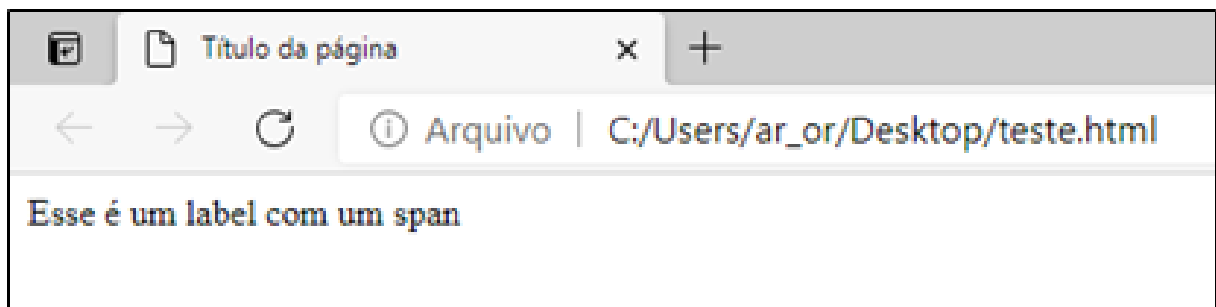 Título da página
Arquivo | C:/Users/ar_or/Desktop/teste.html
Esse é um label com um span